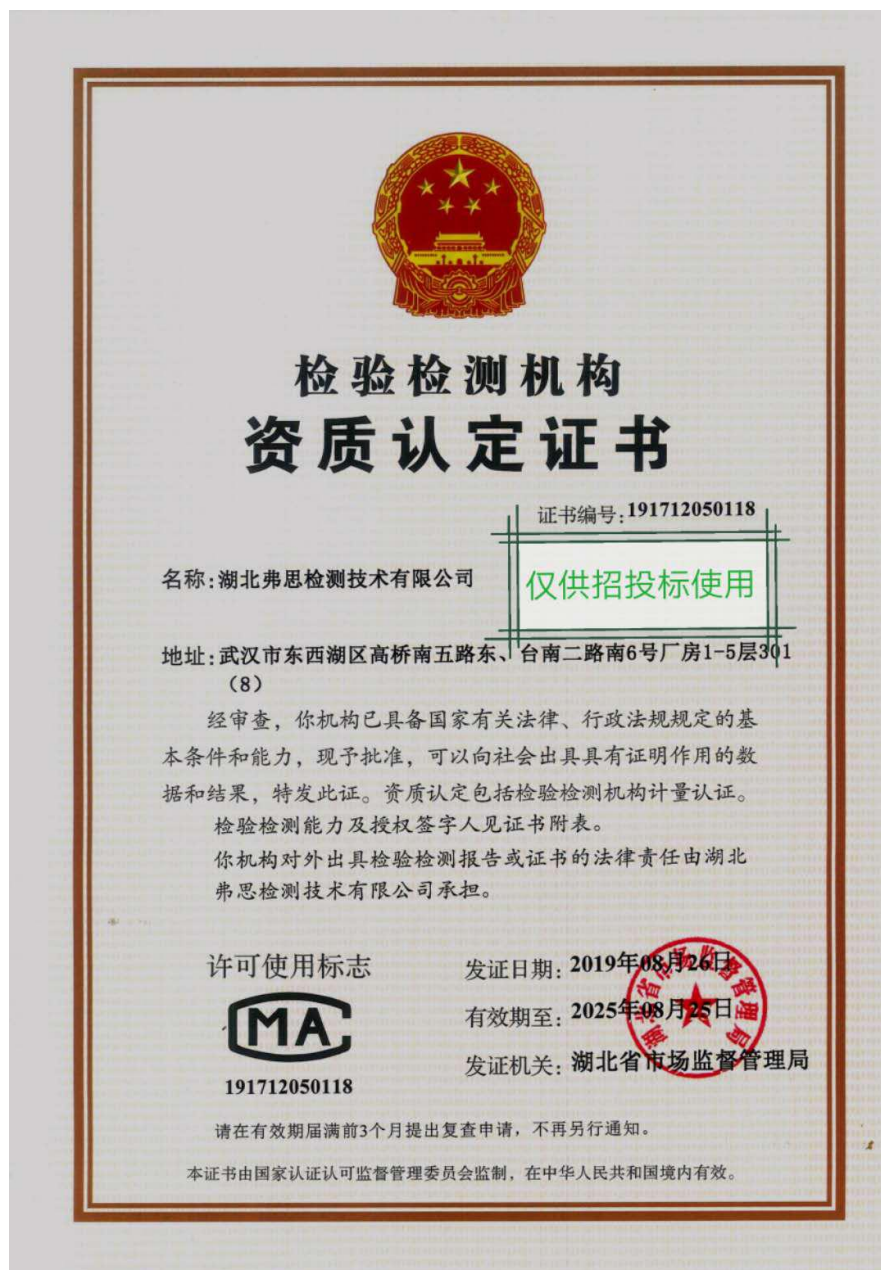 检验检测机构
资质认定证书
证书编号:191712050118
名称:湖北弗思检测技术有限公司
仅供招投标使用
地址:武汉市东西湖区高桥南五路东、台南二路南6号厂房1-5层301
(8)
经审查，你机构已具备国家有关法律、行政法规规定的基
本条件和能力，现予批准，可以向社会出具具有证明作用的数
据和结果，特发此证。资质认定包括检验检测机构计量认证。
检验检测能力及授权签字人见证书附表。
你机构对外出具检验检测报告或证书的法律责任由湖北
弗思检测技术有限公司承担。
许可使用标志
MA
191712050118
发证日期:2019年08月26日
有效期至:2025年08月25日
发证机关:湖北省市场监督管理局
湖北省市场监督管理局
请在有效期届满前3个月提出复查申请，不再另行通知。
本证书由国家认证认可监督管理委员会监制，在中华人民共和国境内有效。